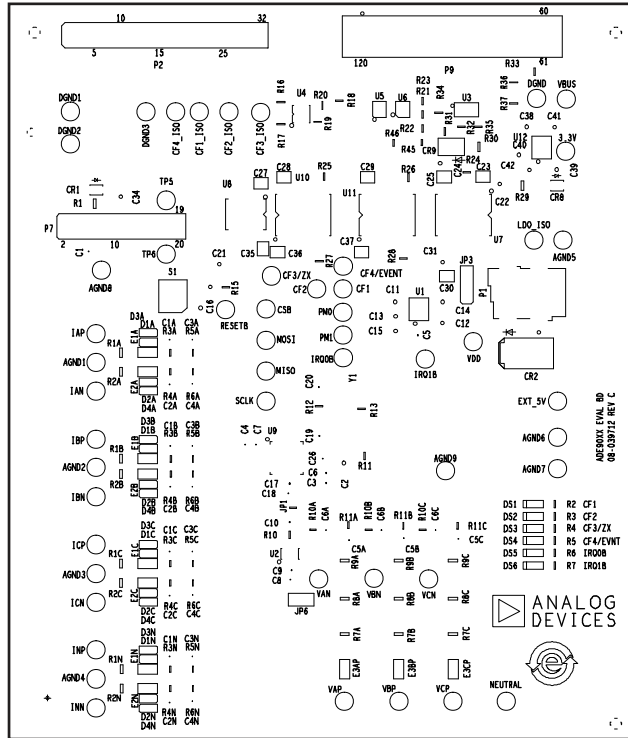 10 32
5 15 25
P2
60
120
P9
61
R33
R36
R37
DGND VBUS
DGND1
DGND2
DGND3
CF4_ISO
CF1_ISO
CF2_ISO
CF3_ISO
R16
R17
U4
R20
R18
R19
U5 U6
R23
R21
R22
R46
R45
R34
R31
U3
R32
R35
R30
CR9
R24
C38
C41
U12
C40
3.3V
C42
C39
CR1
R1
C34
TP5
C27
C28
U10
R25
C29
R26
C25
C24
C23
C22
R29
CR8
P7
19
2 10 20
U8
U11
U7
LDO_ISO
AGND5
C1
AGND8
TP6
C21
C35
C36
R27
C37
R28
C31
C30
JP3
P1
S1
R15
C16
RESETB
CF3/ZX
CF2
CF4/EVENT
CF1
C11
U1
C13
C14
C15
C5
C12
CSB
PM0
MOSI
PM1
MISO
IRQ0B
IRQ1B
VDD
CR2
SCLK
Y1
C20
R12
R13
EXT_5V
AGND6
AGND7
ADE90XX EVAL BD
08-039712 REV C
IAP
AGND1
IAN
R1A
R2A
D3A
D1A
E1A
C1A
R3A
C3A
R5A
E2A
D2A
D4A
R4A
C2A
R6A
C4A
IBP
AGND2
IBN
R1B
R2B
D3B
D1B
E1B
C1B
R3B
C3B
R5B
E2B
D2B
D4B
R4B
C2B
R6B
C4B
C4
C7
U9
C19
C26
C6
C3
C2
R11
AGND9
C17
C18
JP1
C10
R10
U2
C9
C8
JP6
R10A
C6A
R11A
R10B
C6B
R11B
R10C
C6C
R11C
C5A
C5B
C5C
R9A
R9B
R9C
VAN
VBN
VCN
R8A
R8B
R8C
R7A
R7B
R7C
E3AP
E3BP
E3CP
VAP
VBP
VCP
NEUTRAL
ICP
AGND3
ICN
R1C
R2C
D3C
D1C
E1C
C1C
R3C
C3C
R5C
E2C
D2C
D4C
R4C
C2C
R6C
C4C
INP
AGND4
INN
R1N
R2N
D3N
D1N
E1N
C1N
R3N
C3N
R5N
E2N
D2N
D4N
R4N
C2N
R6N
C4N
DS1 R2 CF1
DS2 R3 CF2
DS3 R4 CF3/ZX
DS4 R5 CF4/EVNT
DS5 R6 IRQ0B
DS6 R7 IRQ1B
ANALOG
DEVICES